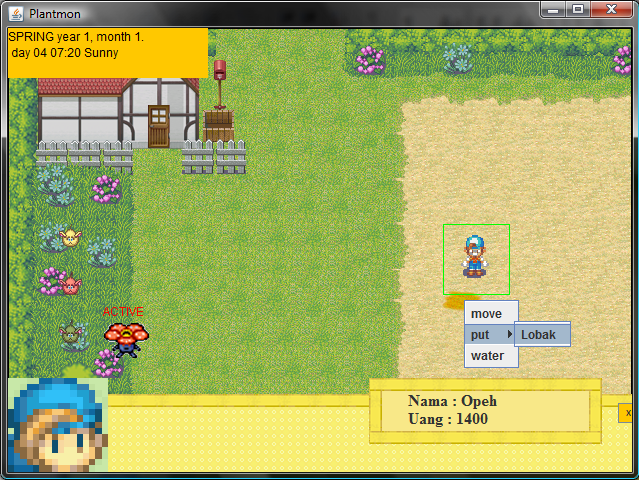 Plantmon
SPRING year 1, month 1.
day 04 07:20 Sunny
ACTIVE
move
put
Lobak
water
Nama : Opeh
Uang : 1400
x